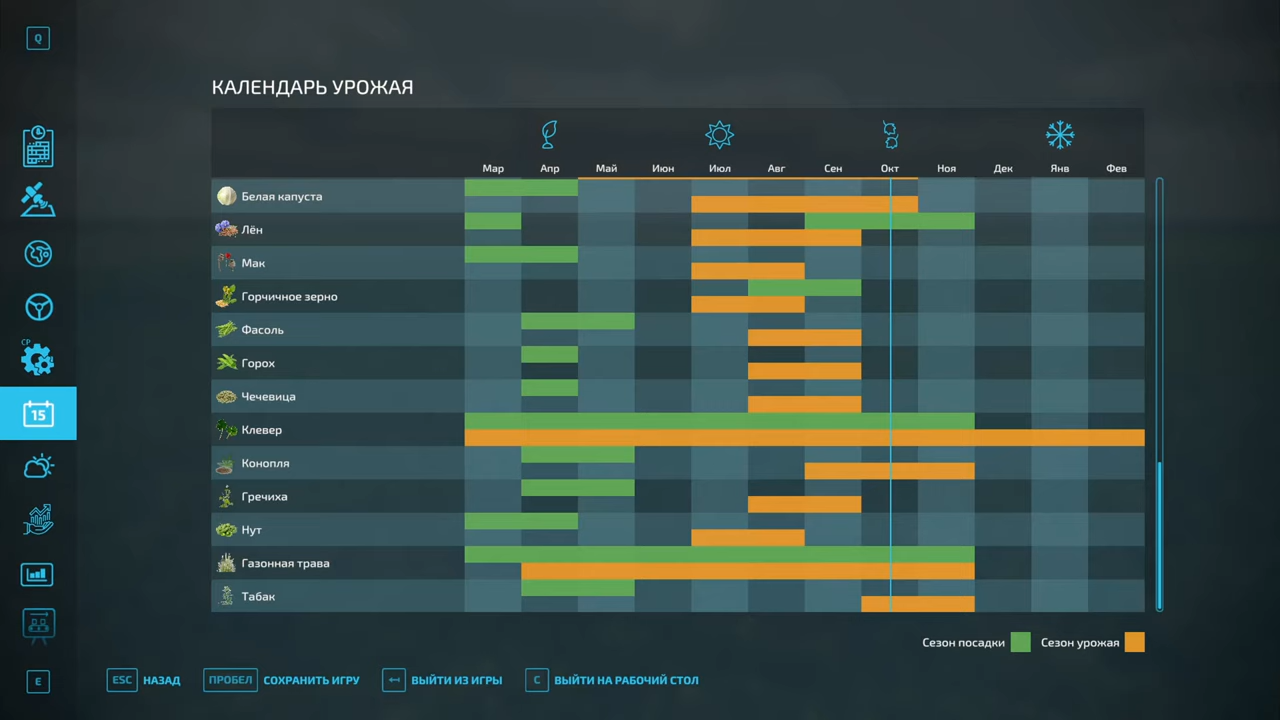 Q
КАЛЕНДАРЬ УРОЖАЯ
Мар Апр Май Июн Июл Авг Сен Окт Ноя Дек Янв Фев
Белая капуста
Лён
Мак
Горчичное зерно
Фасоль
Горох
CP
Чечевица
15
Клевер
Конопля
Гречиха
Нут
Газонная трава
Табак
Сезон посадки Сезон урожая
E
ESC НАЗАД ПРОБЕЛ СОХРАНИТЬ ИГРУ ВЫЙТИ ИЗ ИГРЫ C ВЫЙТИ НА РАБОЧИЙ СТОЛ